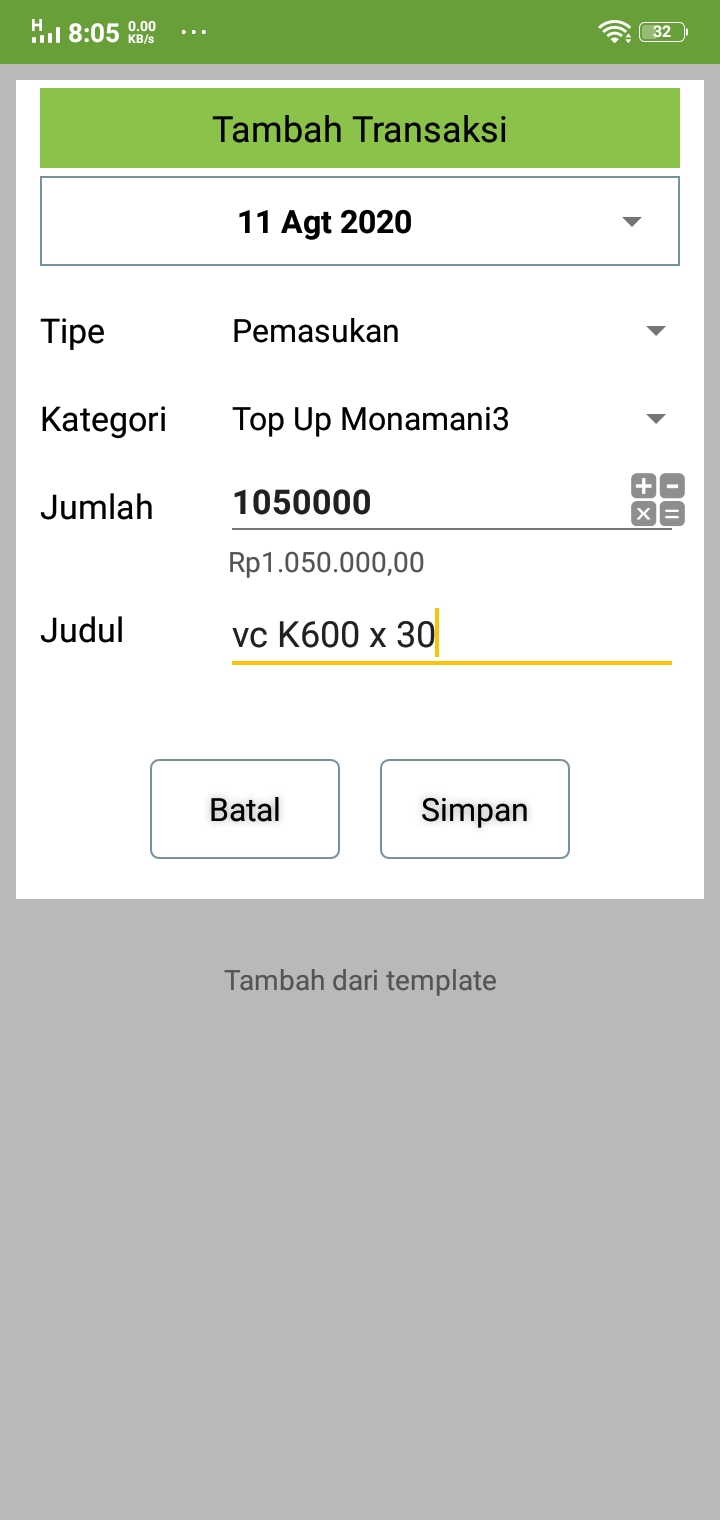 H 8:05 0.00 KB/s ... 32
Tambah Transaksi
11 Agt 2020
Tipe Pemasukan
Kategori Top Up Monamani3
Jumlah 1050000
Rp1.050.000,00
Judul vc K600 x 30
Batal Simpan
Tambah dari template